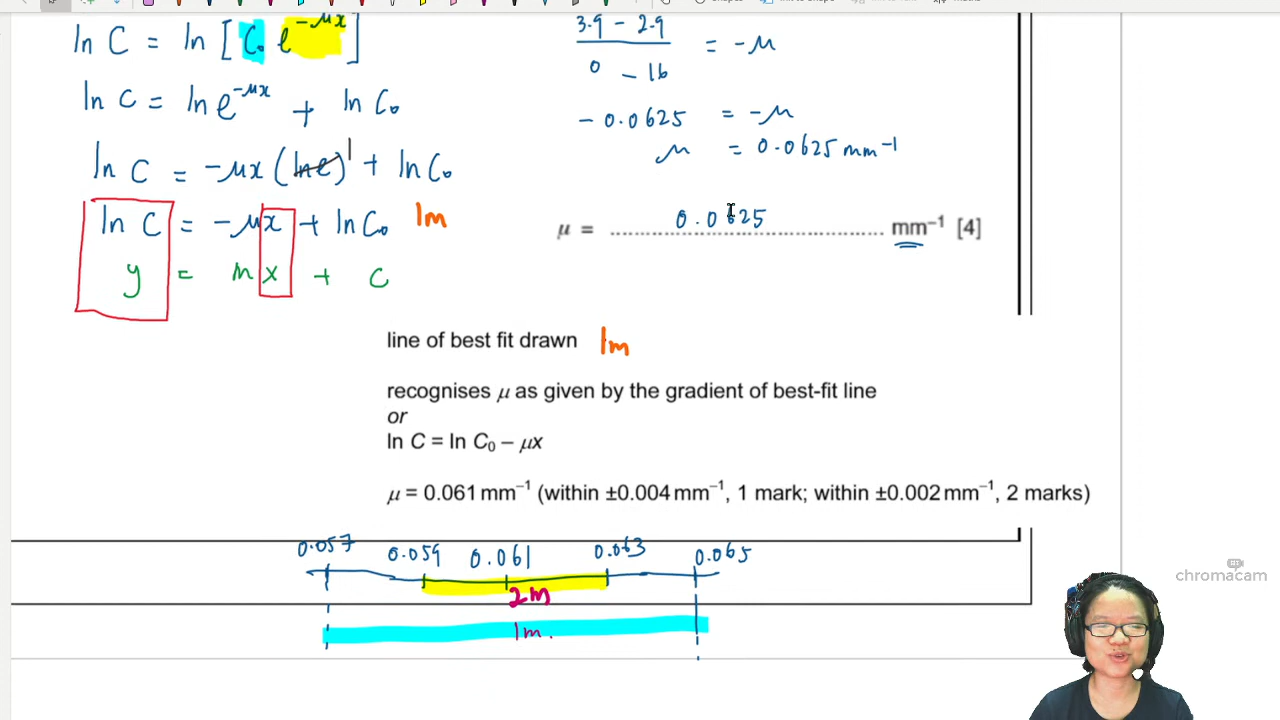 ln C = ln [ C₀ e^-μx ]
ln C = ln e^-μx + ln C₀
ln C = -μx (ln e)^1 + ln C₀
ln C = -μx + ln C₀ 1m
y = mx + c
3.9 - 2.9
0 - 16
= -μ
-0.0625 = -μ
μ = 0.0625 mm⁻¹
μ = 0.0625 mm⁻¹ [4]
line of best fit drawn 1m
recognises μ as given by the gradient of best-fit line
or
ln C = ln C₀ – μx
μ = 0.061 mm⁻¹ (within ±0.004 mm⁻¹, 1 mark; within ±0.002 mm⁻¹, 2 marks)
0.057 0.059 0.061 0.063 0.065
2m
1m.
chromacam